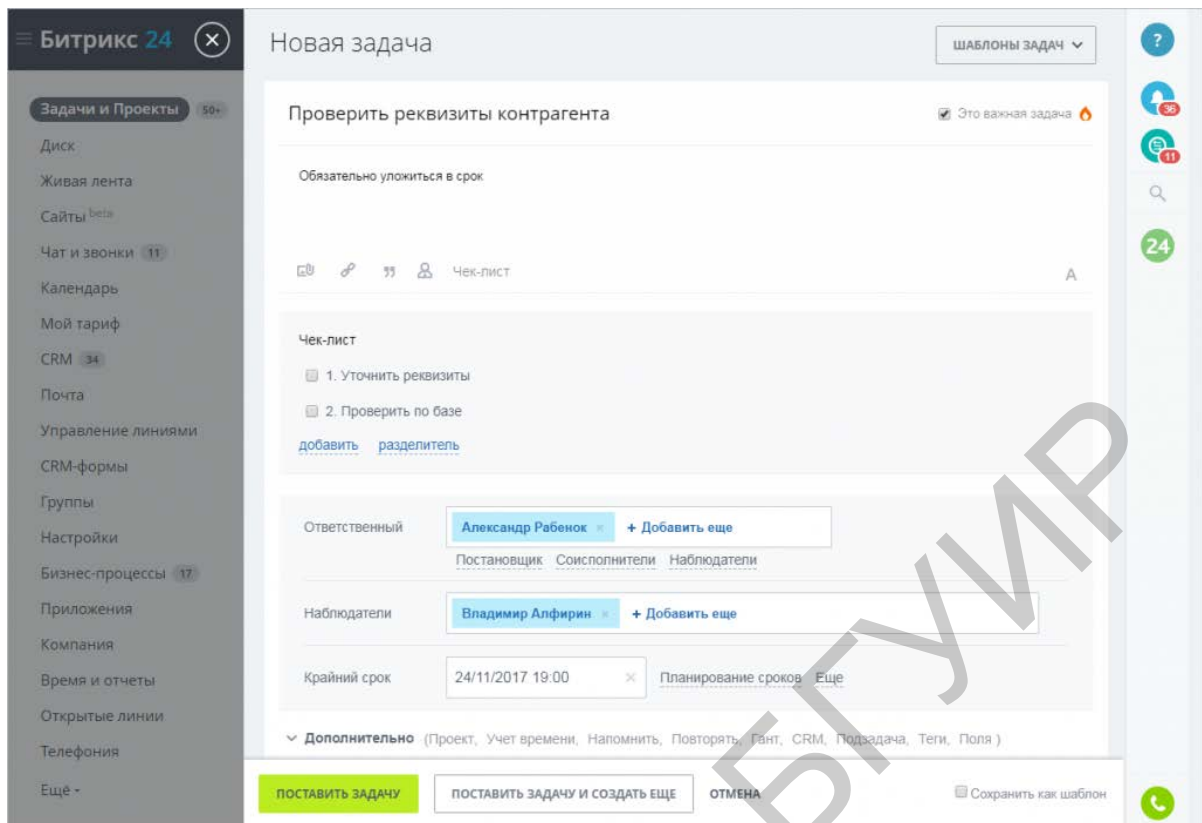 Битрикс 24
Задачи и Проекты 50+
Диск
Живая лента
Сайты beta
Чат и звонки 11
Календарь
Мой тариф
CRM 34
Почта
Управление линиями
CRM-формы
Группы
Настройки
Бизнес-процессы 17
Приложения
Компания
Время и отчеты
Открытые линии
Телефония
Ещё
Новая задача
ШАБЛОНЫ ЗАДАЧ
Проверить реквизиты контрагента
Это важная задача
Обязательно уложиться в срок
Чек-лист
A
Чек-лист
1. Уточнить реквизиты
2. Проверить по базе
добавить разделитель
Ответственный Александр Рабенок × + Добавить еще
Постановщик Соисполнители Наблюдатели
Наблюдатели Владимир Алфирин × + Добавить еще
Крайний срок 24/11/2017 19:00 × Планирование сроков Еще
Дополнительно (Проект, Учет времени, Напомнить, Повторять, Гант, CRM, Подзадача, Теги, Поля )
ПОСТАВИТЬ ЗАДАЧУ ПОСТАВИТЬ ЗАДАЧУ И СОЗДАТЬ ЕЩЕ ОТМЕНА Сохранить как шаблон
?
36
11
24
БГУИР